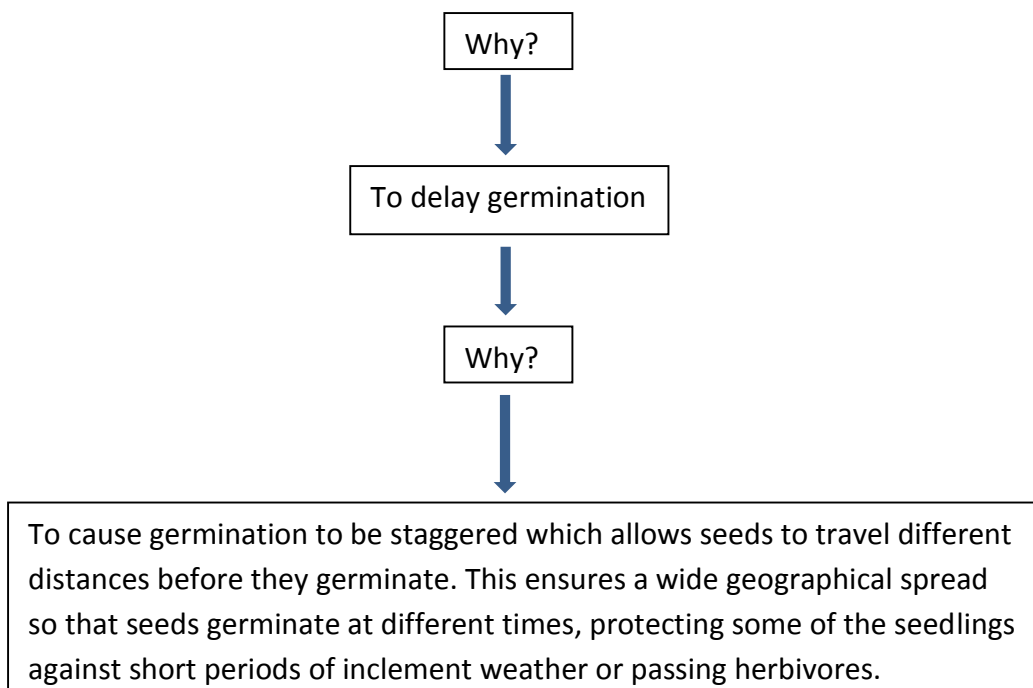 Why?
To delay germination
Why?
To cause germination to be staggered which allows seeds to travel different
distances before they germinate. This ensures a wide geographical spread
so that seeds germinate at different times, protecting some of the seedlings
against short periods of inclement weather or passing herbivores.